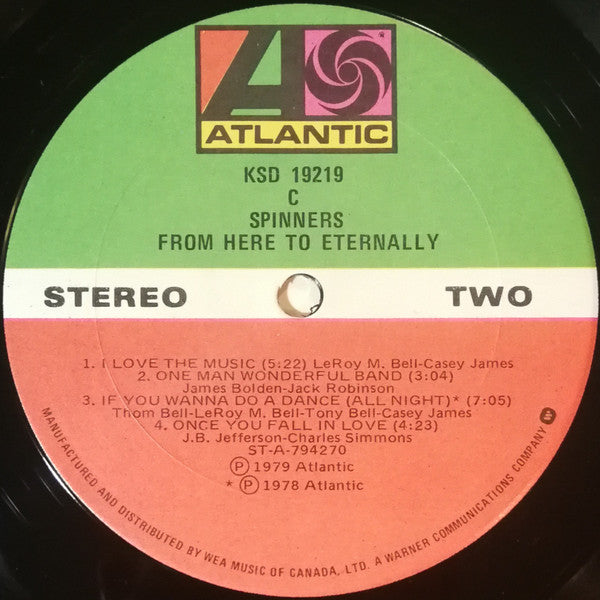 ATLANTIC
KSD 19219
C
SPINNERS
FROM HERE TO ETERNALLY
STEREO TWO
1. I LOVE THE MUSIC (5:22) LeRoy M. Bell-Casey James
2. ONE MAN WONDERFUL BAND (3:04)
James Bolden-Jack Robinson
3. IF YOU WANNA DO A DANCE (ALL NIGHT)* (7:05)
Thom Bell-LeRoy M. Bell-Tony Bell-Casey James
4. ONCE YOU FALL IN LOVE (4:23)
J.B. Jefferson-Charles Simmons
ST-A-794270
Ⓟ 1979 Atlantic
* Ⓟ 1978 Atlantic
MANUFACTURED AND DISTRIBUTED BY WEA MUSIC OF CANADA, LTD. A WARNER COMMUNICATIONS COMPANY